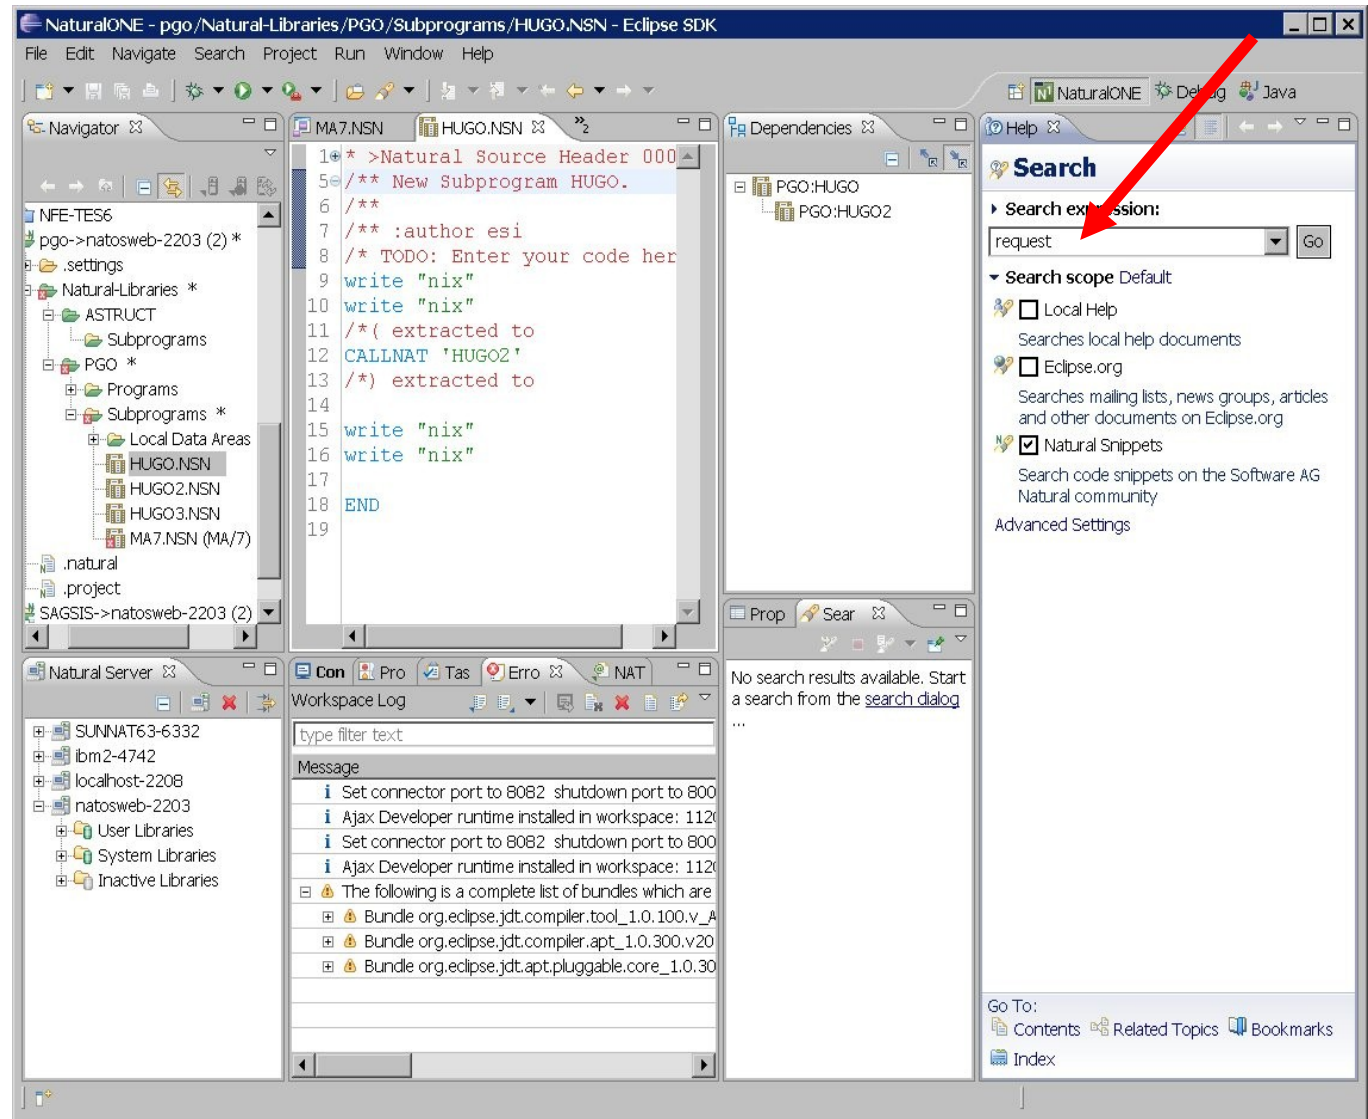 NaturalONE - pgo/Natural-Libraries/PGO/Subprograms/HUGO.NSN - Eclipse SDK
File Edit Navigate Search Project Run Window Help
NaturalONE Debug Java
Navigator
NFE-TES6
pgo->natosweb-2203 (2) *
.settings
Natural-Libraries *
ASTRUCT
Subprograms
PGO *
Programs
Subprograms *
Local Data Areas
HUGO.NSN
HUGO2.NSN
HUGO3.NSN
MA7.NSN (MA/7)
.natural
.project
SAGSIS->natosweb-2203 (2)
MA7.NSN HUGO.NSN »2
1 * >Natural Source Header 000
5 /** New Subprogram HUGO.
6 /**
7 /** :author esi
8 /* TODO: Enter your code her
9 write "nix"
10 write "nix"
11 /*( extracted to
12 CALLNAT 'HUGO2'
13 /*) extracted to
14
15 write "nix"
16 write "nix"
17
18 END
19
Dependencies
PGO:HUGO
PGO:HUGO2
Help
Search
Search expression:
request Go
Search scope Default
Local Help
Searches local help documents
Eclipse.org
Searches mailing lists, news groups, articles
and other documents on Eclipse.org
Natural Snippets
Search code snippets on the Software AG
Natural community
Advanced Settings
Go To:
Contents Related Topics Bookmarks
Index
Natural Server
SUNNAT63-6332
ibm2-4742
localhost-2208
natosweb-2203
User Libraries
System Libraries
Inactive Libraries
Con Pro Tas Erro NAT
Workspace Log
type filter text
Message
Set connector port to 8082 shutdown port to 800
Ajax Developer runtime installed in workspace: 112
Set connector port to 8082 shutdown port to 800
Ajax Developer runtime installed in workspace: 112
The following is a complete list of bundles which are
Bundle org.eclipse.jdt.compiler.tool_1.0.100.v_A
Bundle org.eclipse.jdt.compiler.apt_1.0.300.v20
Bundle org.eclipse.jdt.apt.pluggable.core_1.0.30
Prop Sear
No search results available. Start
a search from the search dialog
...